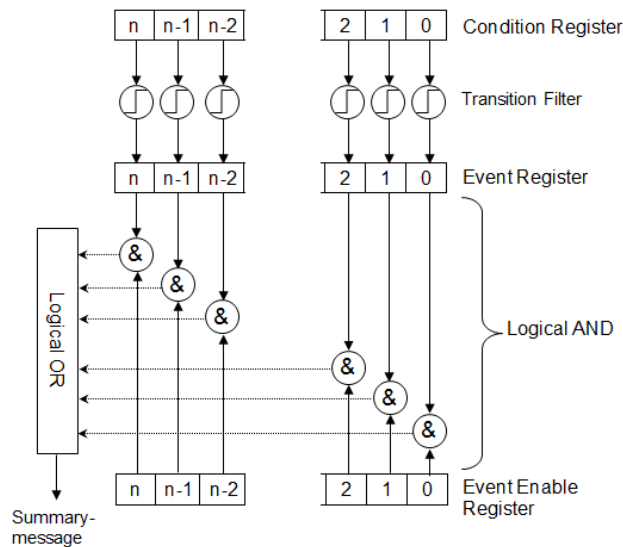 n n-1 n-2 2 1 0 Condition Register
Transition Filter
n n-1 n-2 2 1 0 Event Register
&
&
&
Logical OR
Logical AND
&
&
&
n n-1 n-2 2 1 0 Event Enable
Register
Summary-
message